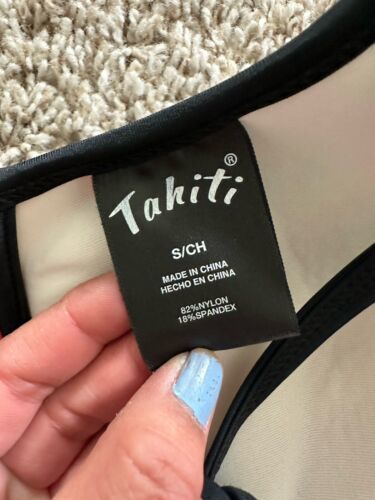 Tahiti®
S/CH
MADE IN CHINA
HECHO EN CHINA
82%NYLON
18%SPANDEX